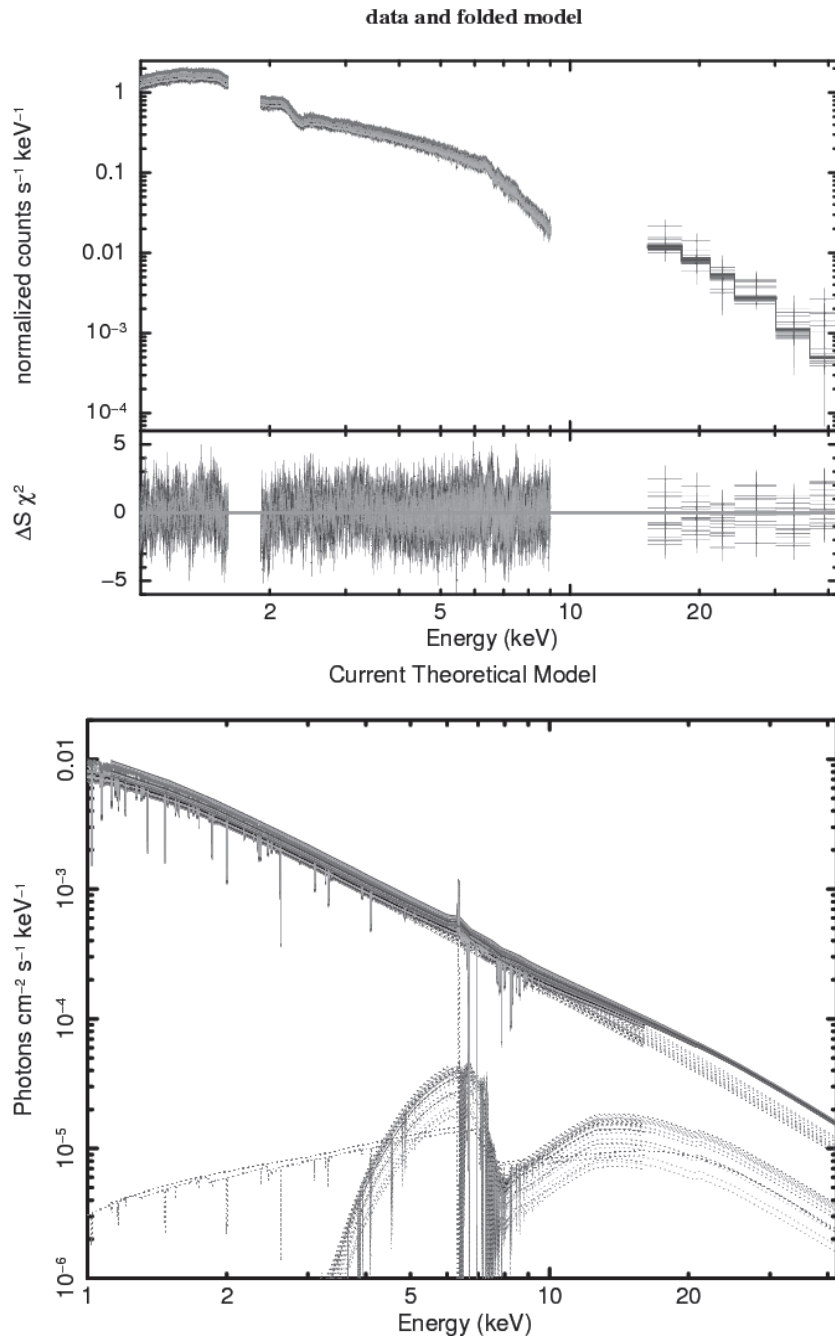 data and folded model
normalized counts s⁻¹ keV⁻¹
1
0.1
0.01
10⁻³
10⁻⁴
ΔS χ²
5
0
−5
2 5 10 20
Energy (keV)
Current Theoretical Model
Photons cm⁻² s⁻¹ keV⁻¹
0.01
10⁻³
10⁻⁴
10⁻⁵
10⁻⁶
1 2 5 10 20
Energy (keV)